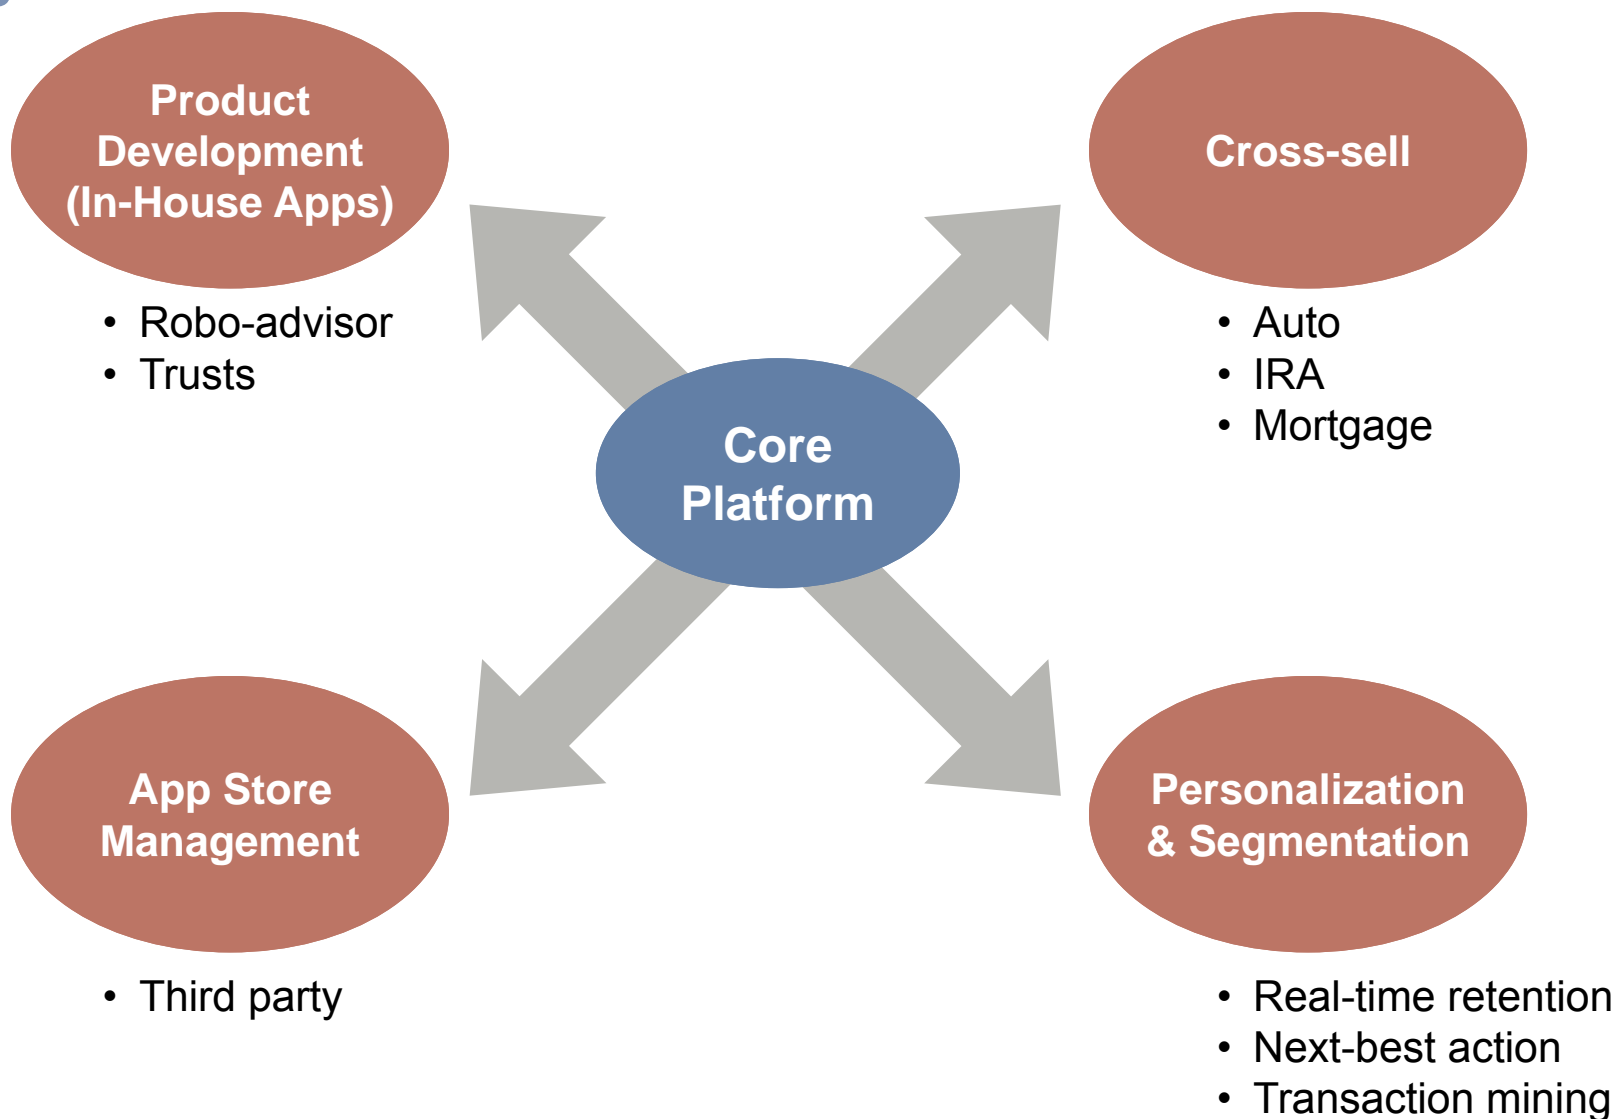 Product
Development
(In-House Apps)
• Robo-advisor
• Trusts
Cross-sell
• Auto
• IRA
• Mortgage
Core
Platform
App Store
Management
• Third party
Personalization
& Segmentation
• Real-time retention
• Next-best action
• Transaction mining